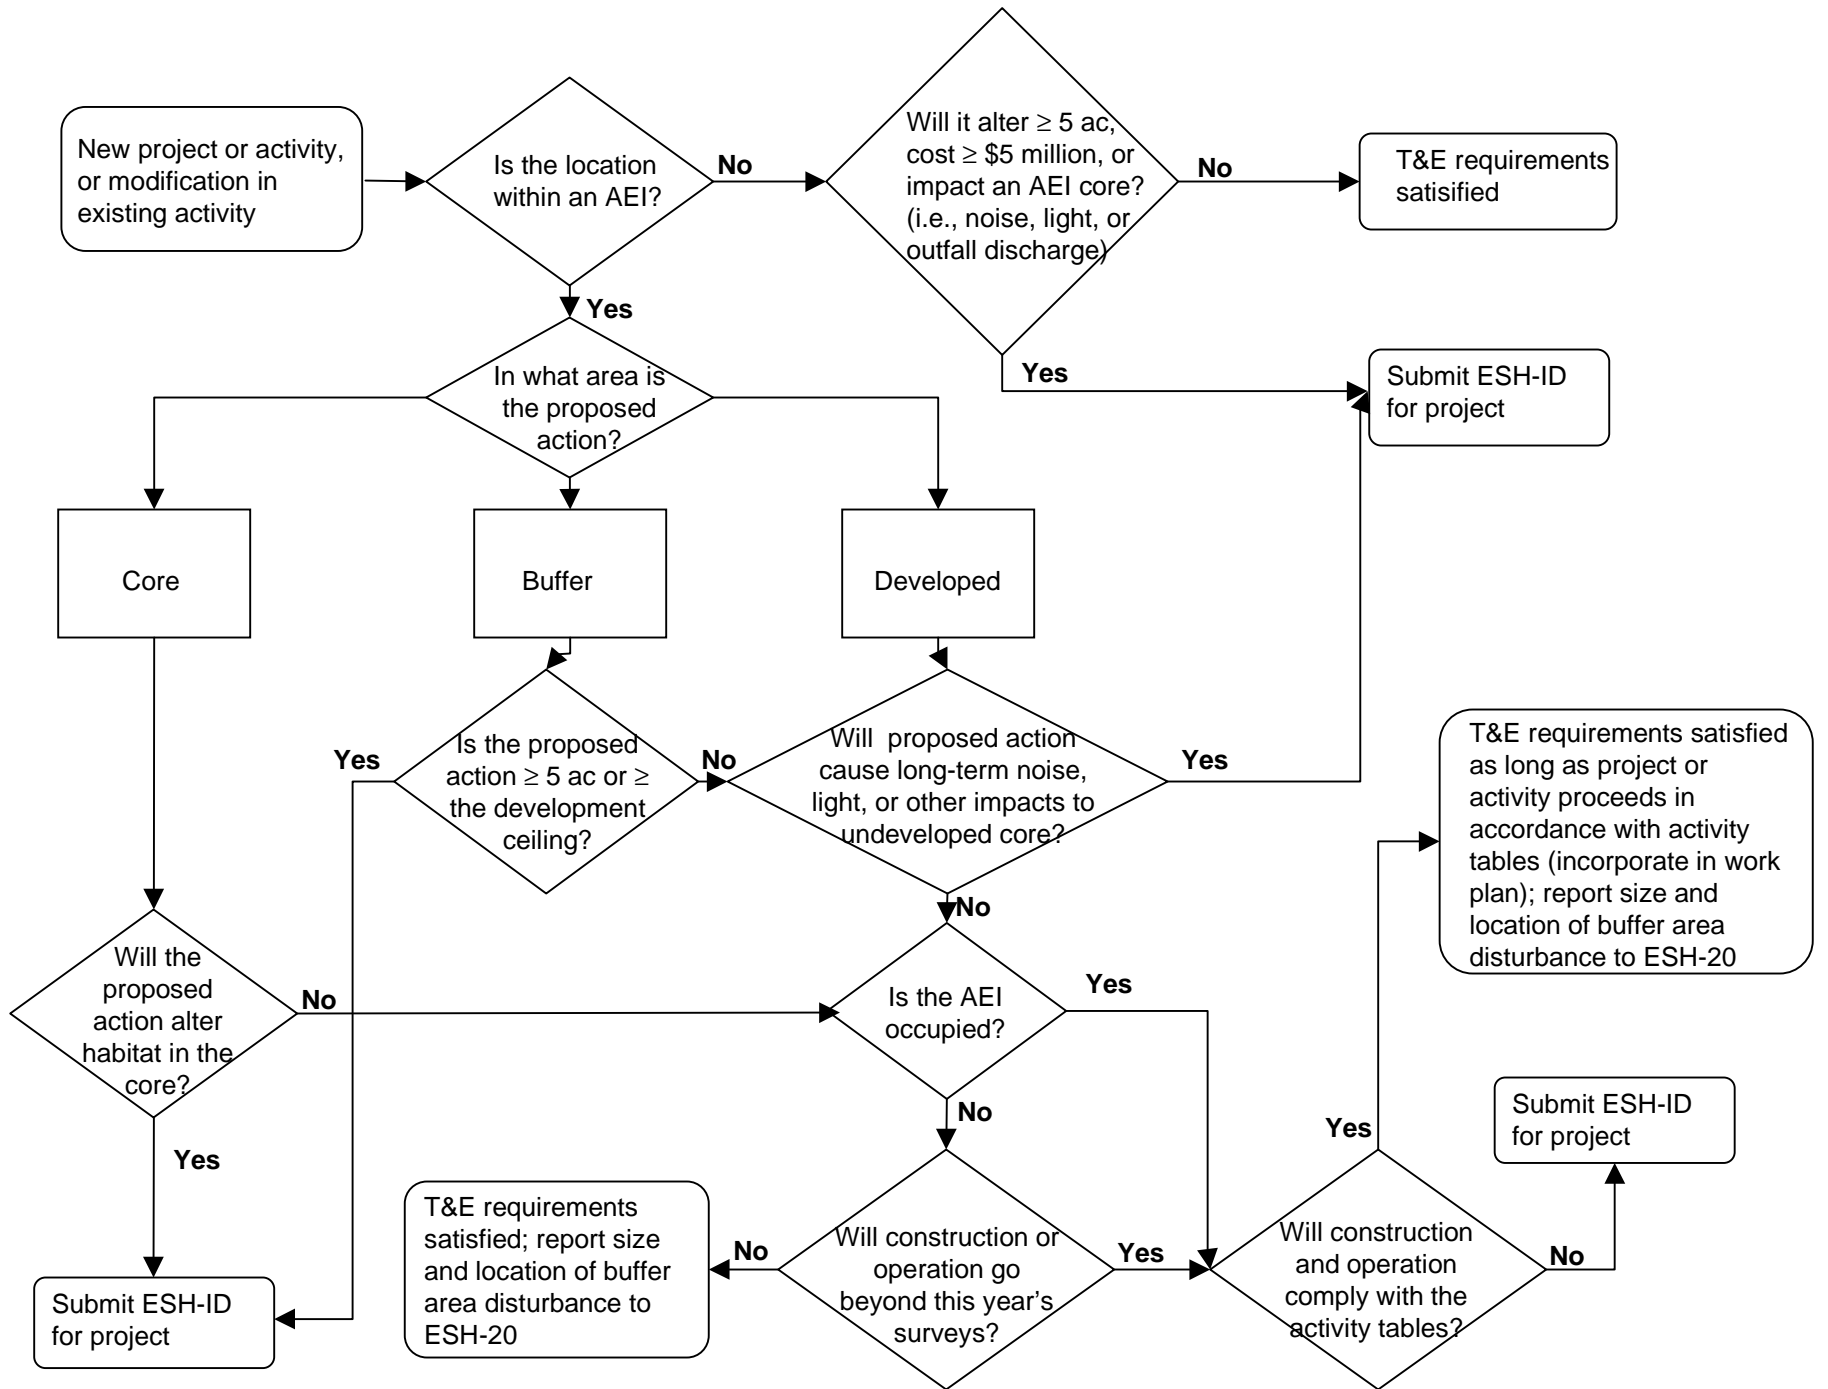 New project or activity,
or modification in
existing activity
Is the location
within an AEI?
No
Will it alter ≥ 5 ac,
cost ≥ $5 million, or
impact an AEI core?
(i.e., noise, light, or
outfall discharge)
No
T&E requirements
satisified
Yes
Yes
Submit ESH-ID
for project
In what area is
the proposed
action?
Core
Buffer
Developed
Yes
Is the proposed
action ≥ 5 ac or ≥
the development
ceiling?
No
Will  proposed action
cause long-term noise,
light, or other impacts to
undeveloped core?
Yes
T&E requirements satisfied
as long as project or
activity proceeds in
accordance with activity
tables (incorporate in work
plan); report size and
location of buffer area
disturbance to ESH-20
No
Will the
proposed
action alter
habitat in the
core?
No
Is the AEI
occupied?
Yes
No
Yes
Submit ESH-ID
for project
Yes
Submit ESH-ID
for project
T&E requirements
satisfied; report size
and location of buffer
area disturbance to
ESH-20
No
Will construction or
operation go
beyond this year’s
surveys?
Yes
Will construction
and operation
comply with the
activity tables?
No